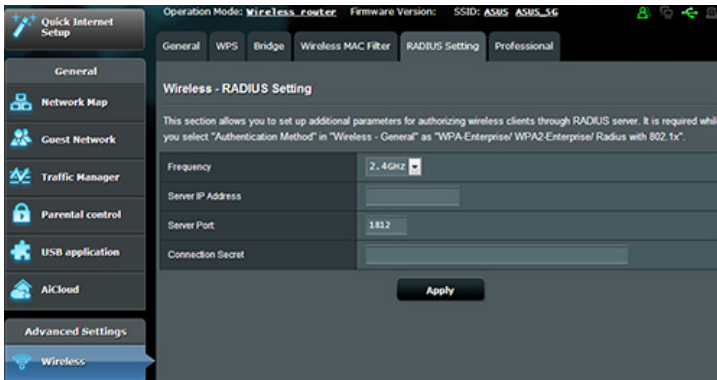 Quick Internet
Setup
Operation Mode: Wireless router Firmware Version: SSID: ASUS ASUS_5G
General WPS Bridge Wireless MAC Filter RADIUS Setting Professional
General
Network Map
Guest Network
Traffic Manager
Parental control
USB application
AiCloud
Advanced Settings
Wireless
Wireless - RADIUS Setting
This section allows you to set up additional parameters for authorizing wireless clients through RADIUS server. It is required whil
you select "Authentication Method" in "Wireless - General" as "WPA-Enterprise/ WPA2-Enterprise/ Radius with 802.1x".
Frequency 2.4GHz
Server IP Address
Server Port 1812
Connection Secret
Apply